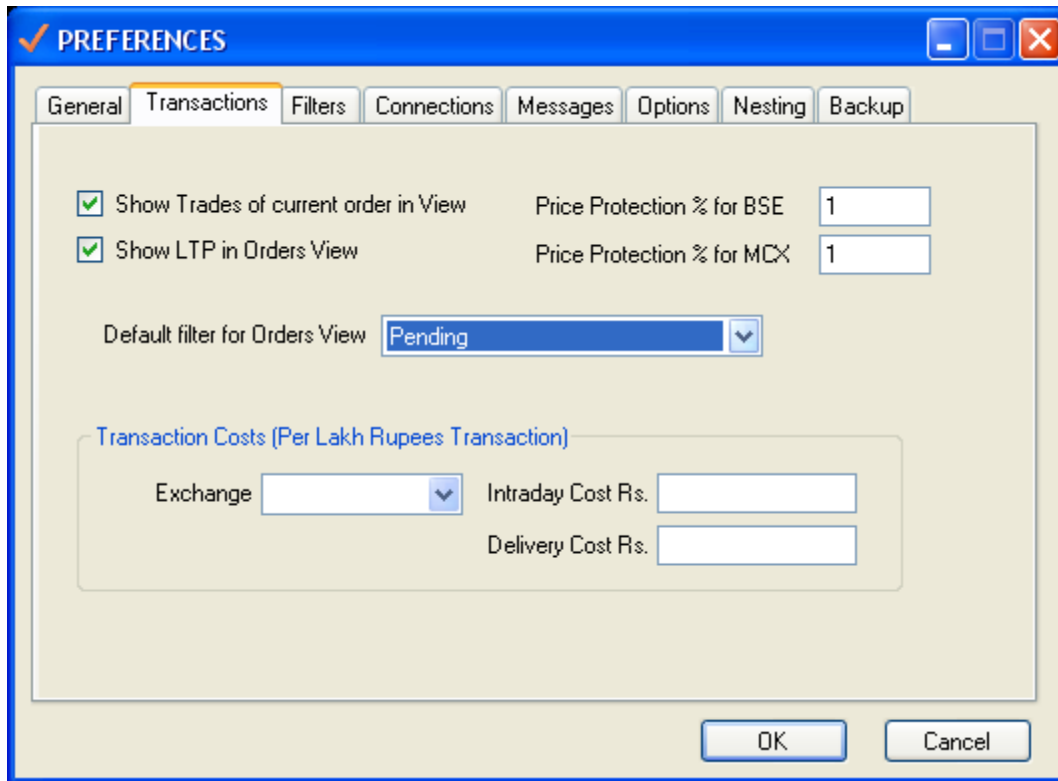 PREFERENCES
General Transactions Filters Connections Messages Options Nesting Backup
Show Trades of current order in View Price Protection % for BSE 1
Show LTP in Orders View Price Protection % for MCX 1
Default filter for Orders View Pending
Transaction Costs (Per Lakh Rupees Transaction)
Exchange Intraday Cost Rs.
Delivery Cost Rs.
OK Cancel